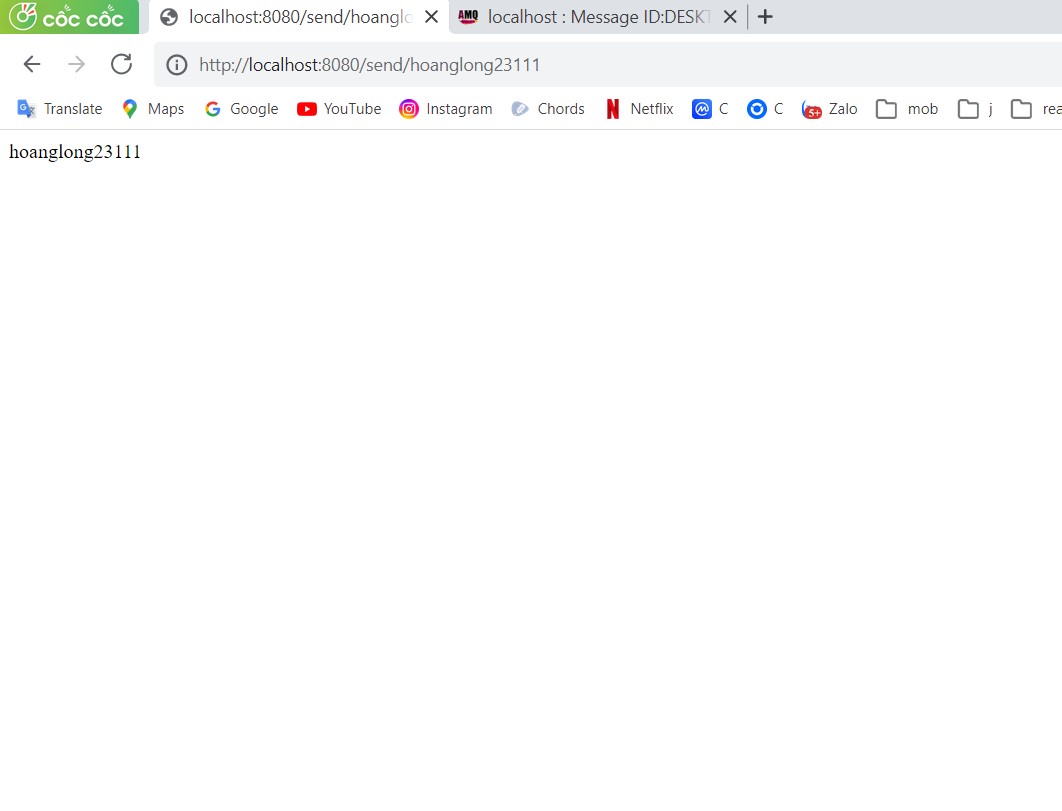 cốc cốc localhost:8080/send/hoanglo AMQ localhost : Message ID:DESKT
http://localhost:8080/send/hoanglong23111
Translate Maps Google YouTube Instagram Chords Netflix C C 5+ Zalo mob j rea
hoanglong23111